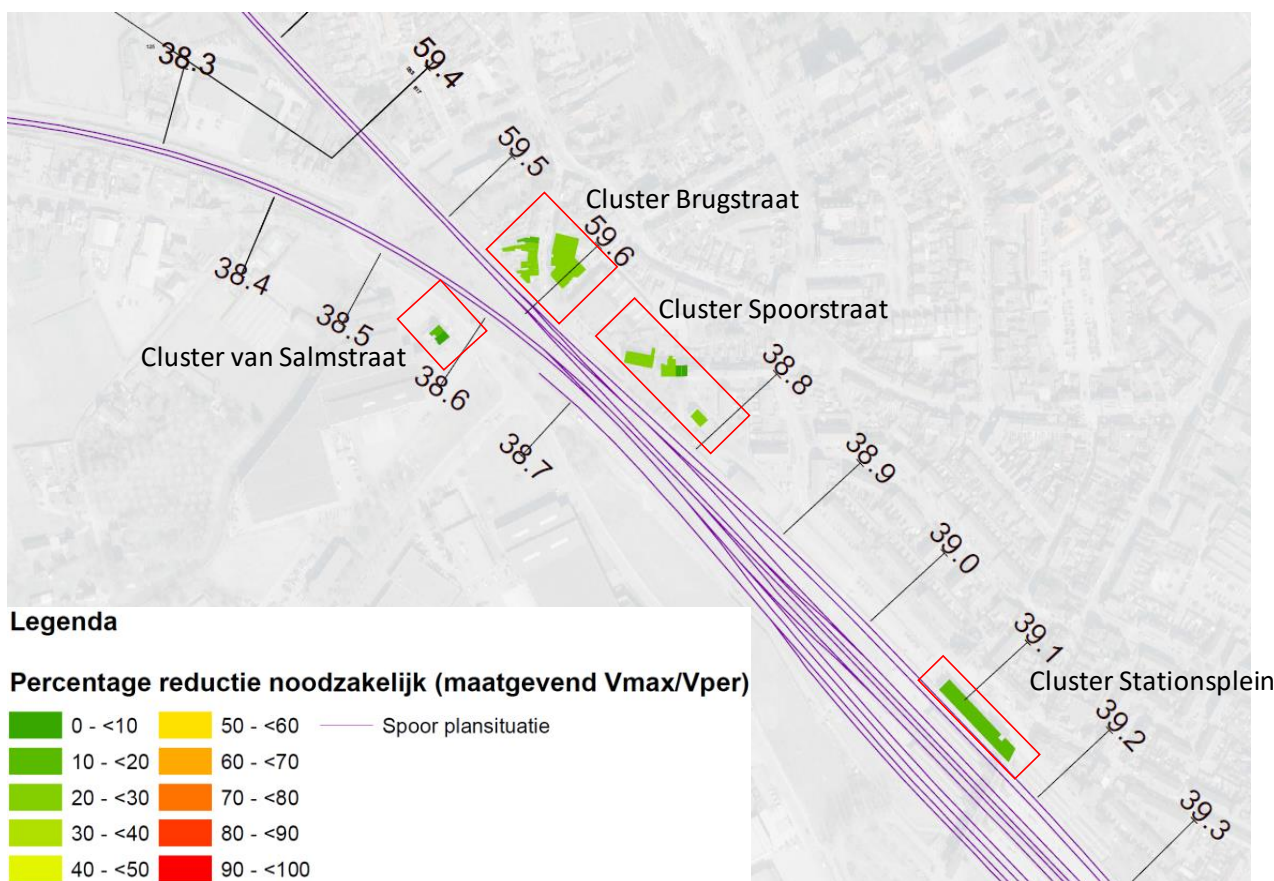 38.3
59.4
59.5
Cluster Brugstraat
59.6
38.4
38.5
Cluster Spoorstraat
Cluster van Salmstraat
38.6
38.8
38.7
38.9
39.0
39.1
Cluster Stationsplein
39.2
39.3
Legenda
Percentage reductie noodzakelijk (maatgevend Vmax/Vper)
0 - <10 50 - <60 Spoor plansituatie
10 - <20 60 - <70
20 - <30 70 - <80
30 - <40 80 - <90
40 - <50 90 - <100